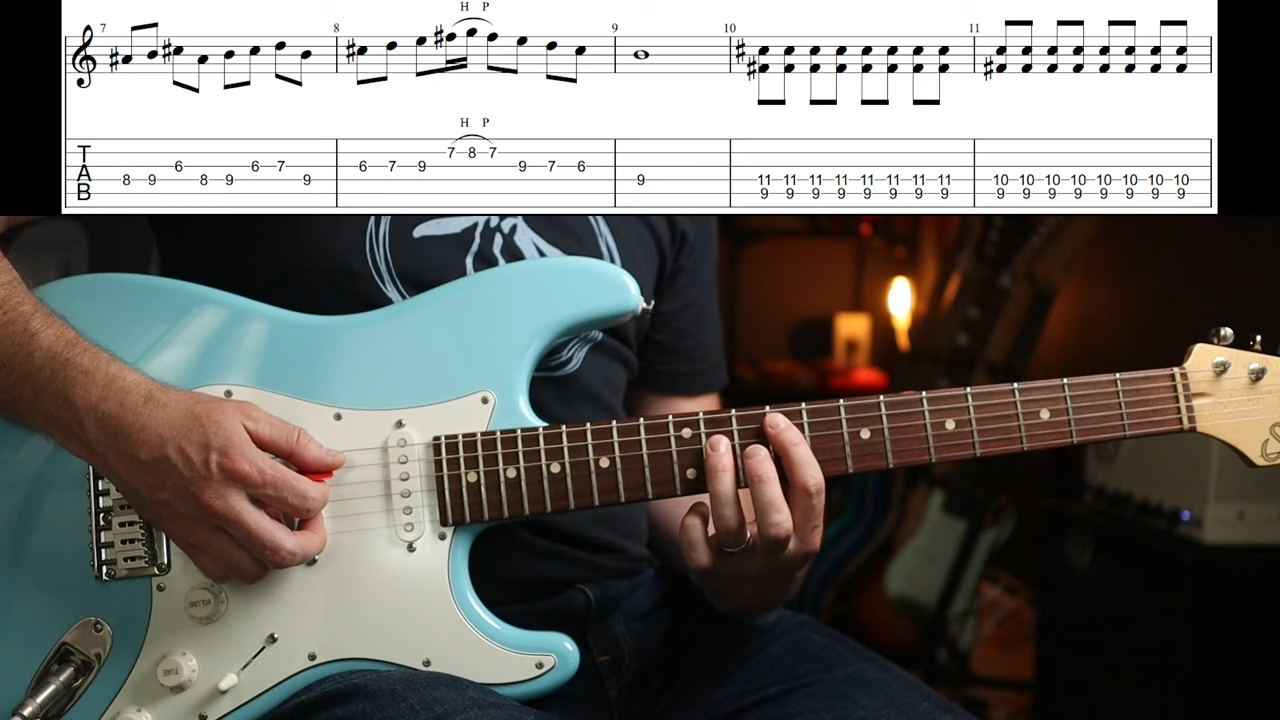 H P
7 8 9 10 11
H P
T 7 8 7
6 6 7 6 7 9 9 7 6
A 8 9 8 9 9 9 11 11 11 11 11 11 11 11 10 10 10 10 10 10 10 10
B 9 9 9 9 9 9 9 9 9 9 9 9 9 9 9 9
VOLUME
TONE